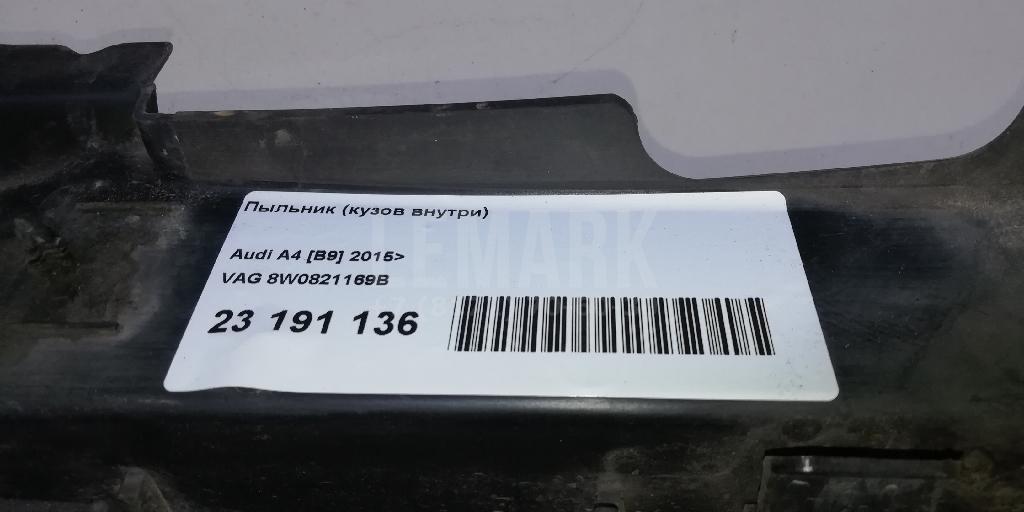 Пыльник (кузов внутри)
LEMARK
Audi A4 [B9] 2015>
VAG 8W0821169B
23 191 136